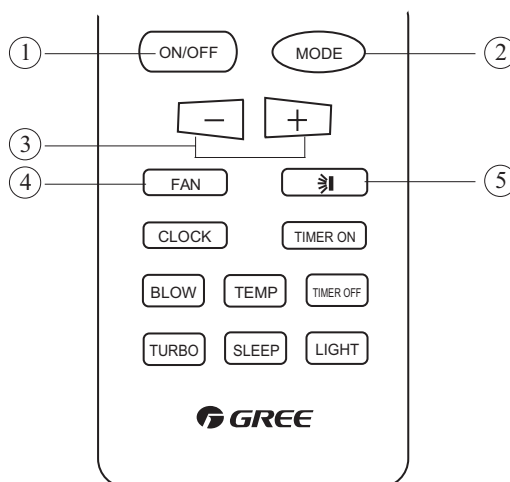 ① ON/OFF MODE ②
− +
③
④ FAN ⑤
CLOCK TIMER ON
BLOW TEMP TIMER OFF
TURBO SLEEP LIGHT
GREE